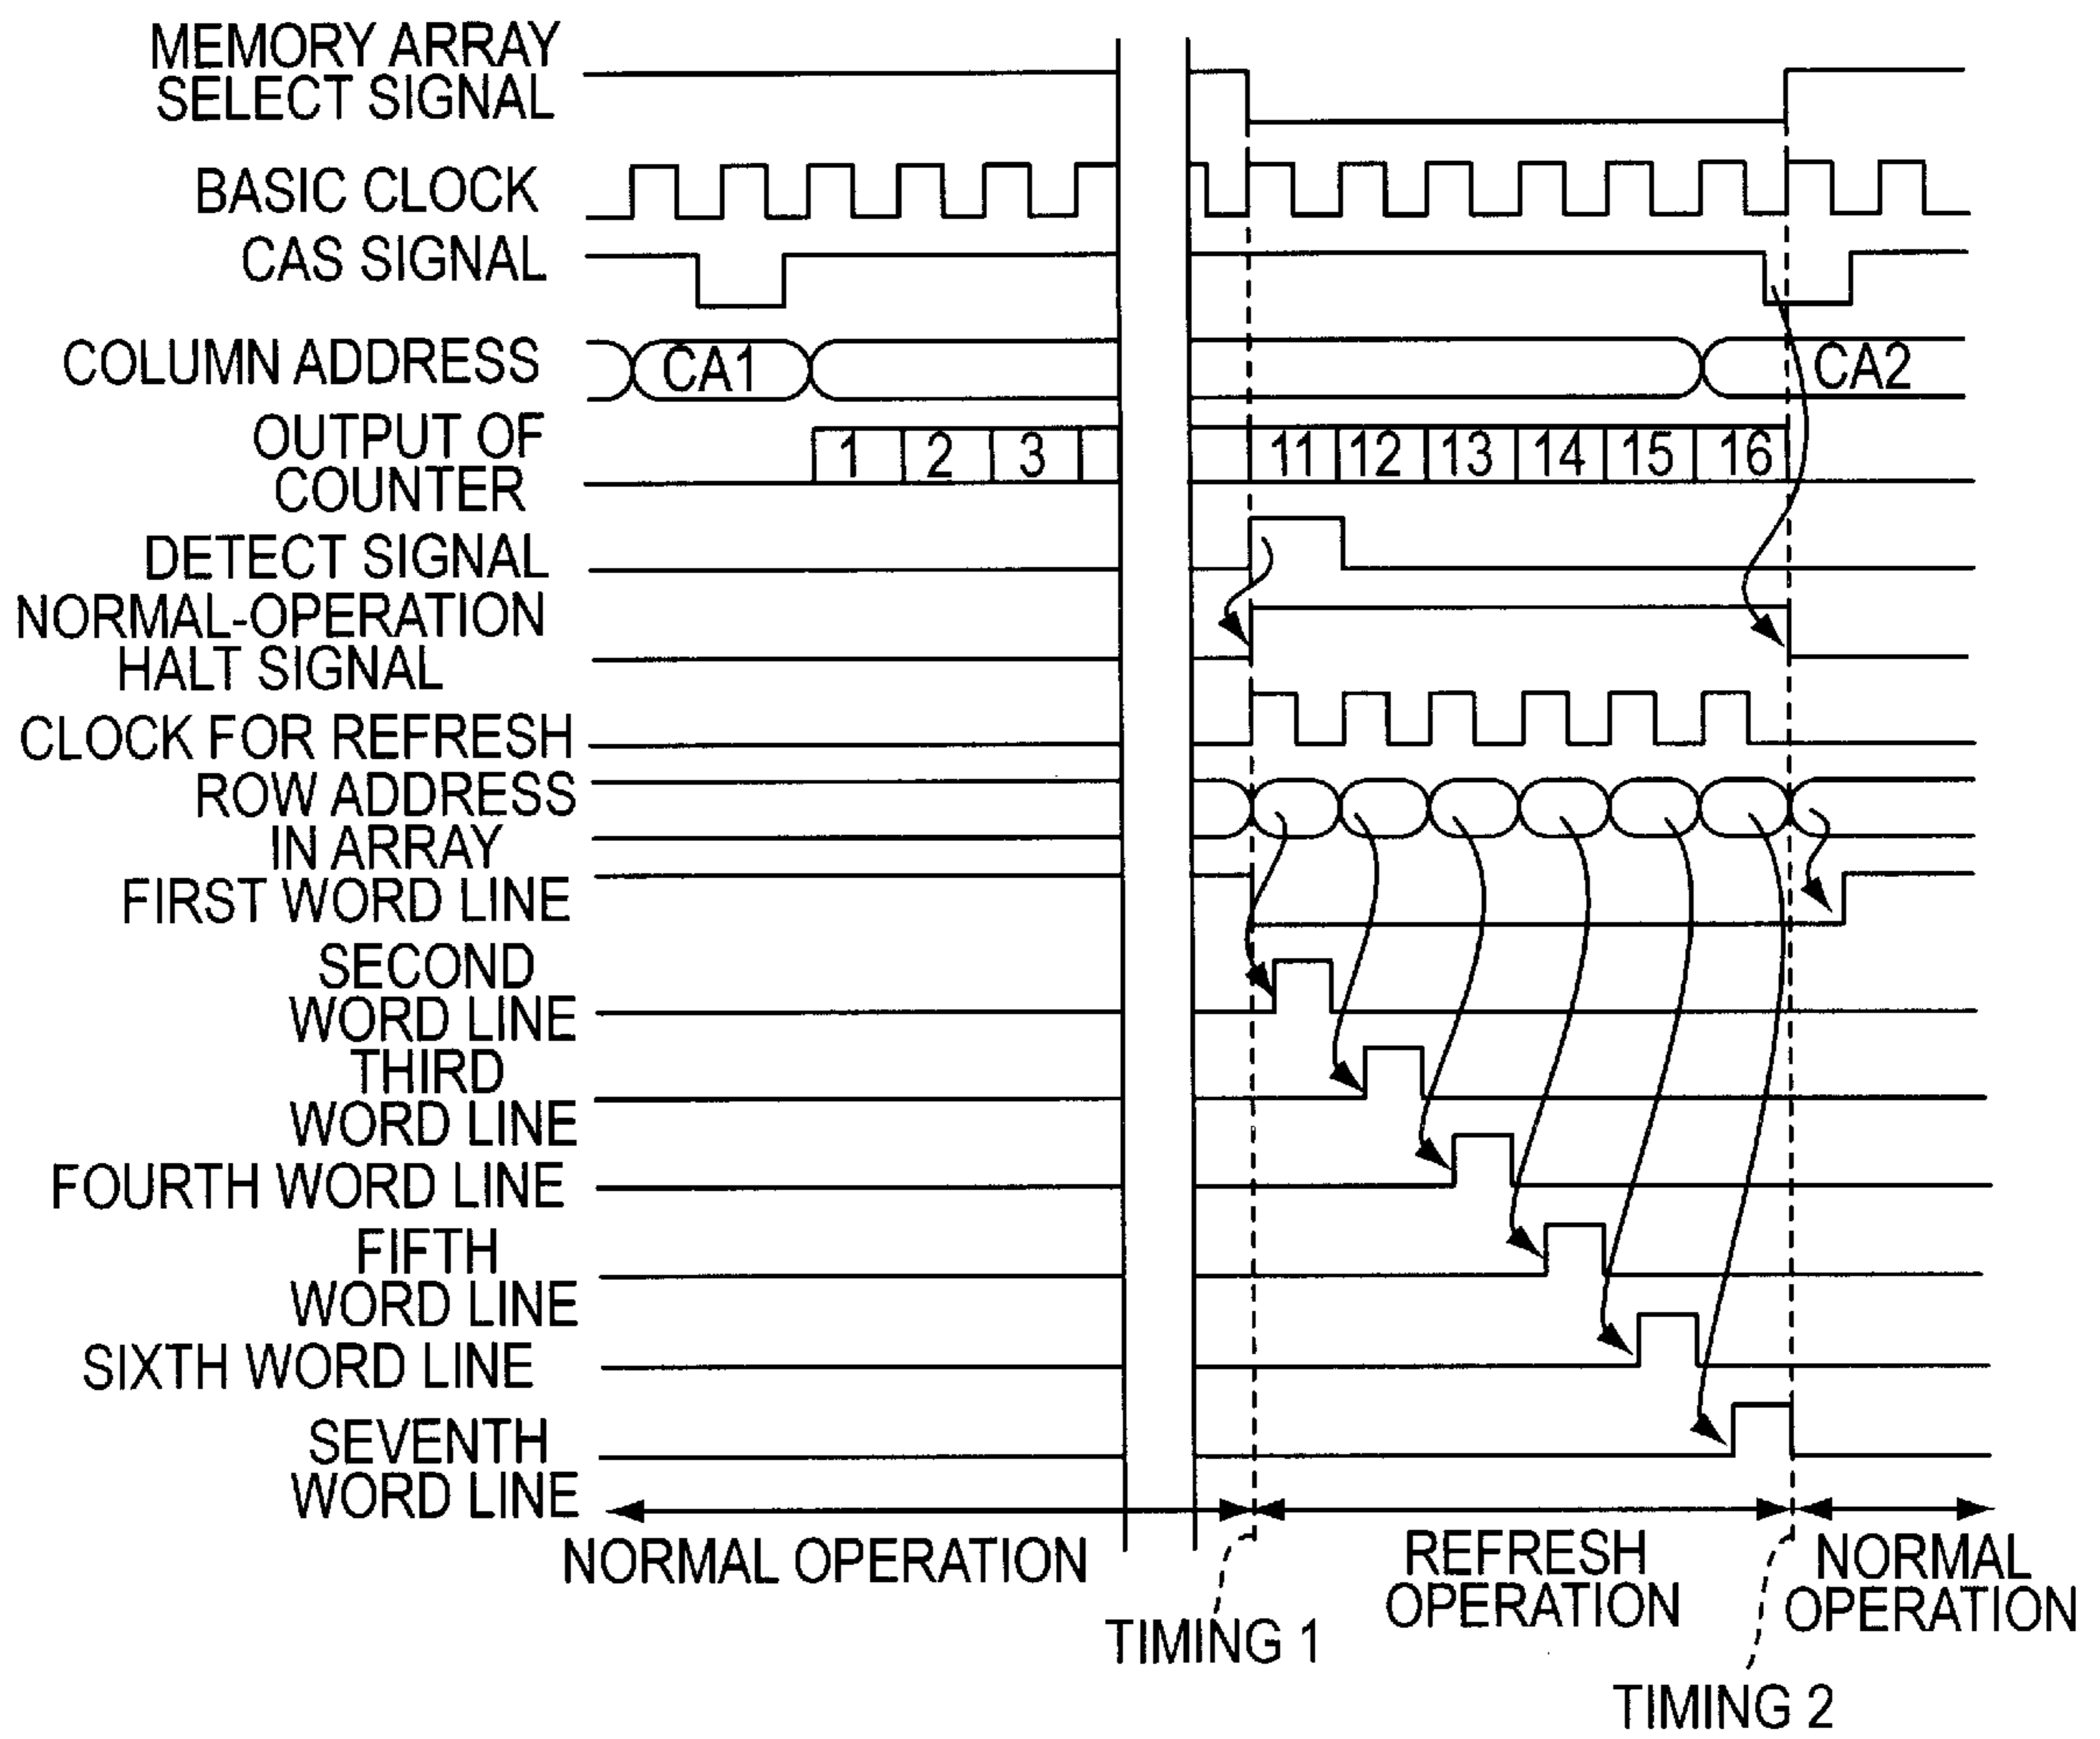 MEMORY ARRAY
SELECT SIGNAL
BASIC CLOCK
CAS SIGNAL
COLUMN ADDRESS CA1 CA2
OUTPUT OF
COUNTER
1 2 3 11 12 13 14 15 16
DETECT SIGNAL
NORMAL-OPERATION
HALT SIGNAL
CLOCK FOR REFRESH
ROW ADDRESS
IN ARRAY
FIRST WORD LINE
SECOND
WORD LINE
THIRD
WORD LINE
FOURTH WORD LINE
FIFTH
WORD LINE
SIXTH WORD LINE
SEVENTH
WORD LINE
NORMAL OPERATION
REFRESH
OPERATION
NORMAL
OPERATION
TIMING 1
TIMING 2